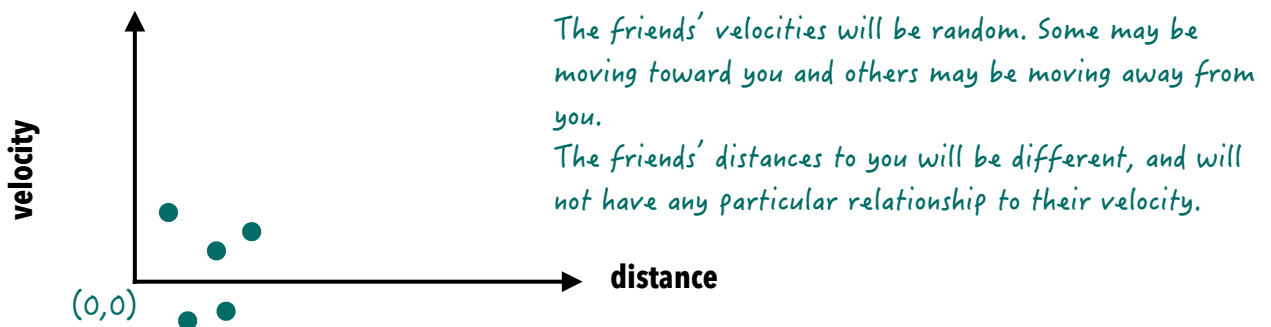 The friends' velocities will be random. Some may be
moving toward you and others may be moving away from
you.
The friends' distances to you will be different, and will
not have any particular relationship to their velocity.
velocity
distance
(0,0)